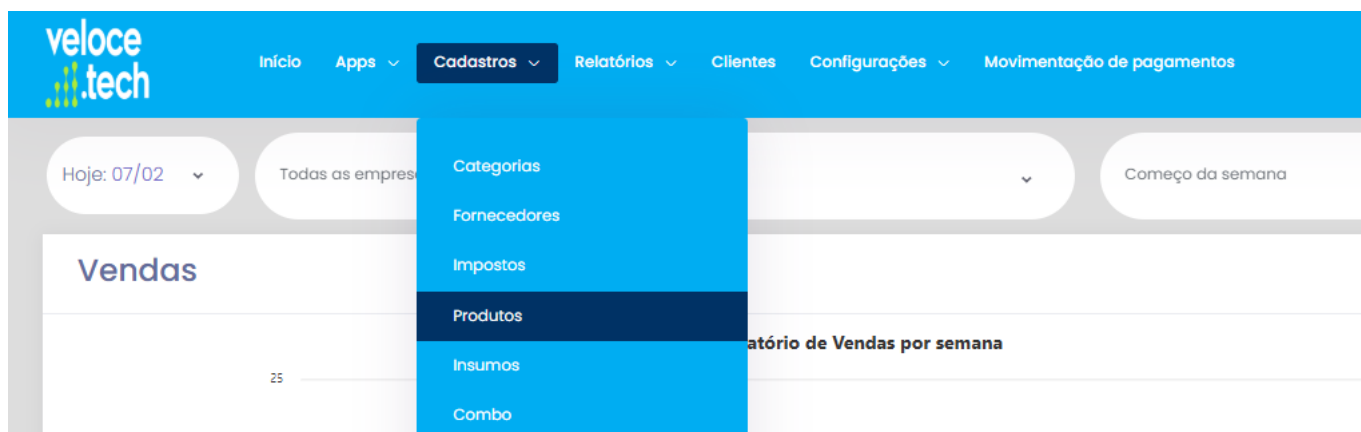 veloce
.tech
Início Apps Cadastros Relatórios Clientes Configurações Movimentação de pagamentos
Hoje: 07/02 Todas as empres Começo da semana
Categorias
Fornecedores
Impostos
Produtos
Insumos
Combo
Vendas
atório de Vendas por semana
25